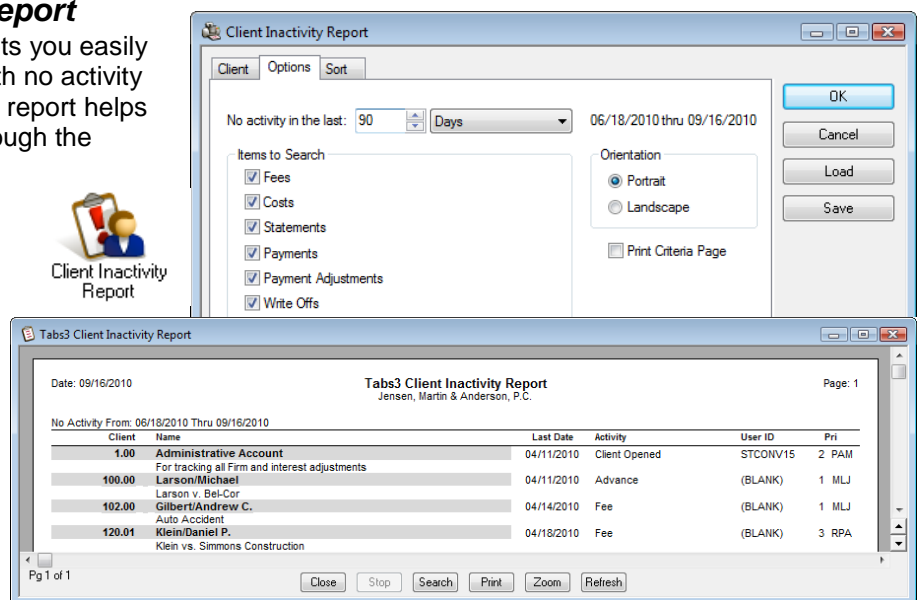 eport
ts you easily
th no activity
report helps
ough the
Client Inactivity
Report
Client Inactivity Report
Client Options Sort
No activity in the last: 90 Days 06/18/2010 thru 09/16/2010
Items to Search
Fees
Costs
Statements
Payments
Payment Adjustments
Write Offs
Orientation
Portrait
Landscape
Print Criteria Page
OK
Cancel
Load
Save
Tabs3 Client Inactivity Report
Date: 09/16/2010 Tabs3 Client Inactivity Report Page: 1
Jensen, Martin & Anderson, P.C.
No Activity From: 06/18/2010 Thru 09/16/2010
Client Name Last Date Activity User ID Pri
1.00 Administrative Account 04/11/2010 Client Opened STCONV15 2 PAM
For tracking all Firm and interest adjustments
100.00 Larson/Michael 04/11/2010 Advance (BLANK) 1 MLJ
Larson v. Bel-Cor
102.00 Gilbert/Andrew C. 04/14/2010 Fee (BLANK) 1 MLJ
Auto Accident
120.01 Klein/Daniel P. 04/18/2010 Fee (BLANK) 3 RPA
Klein vs. Simmons Construction
Pg 1 of 1
Close Stop Search Print Zoom Refresh